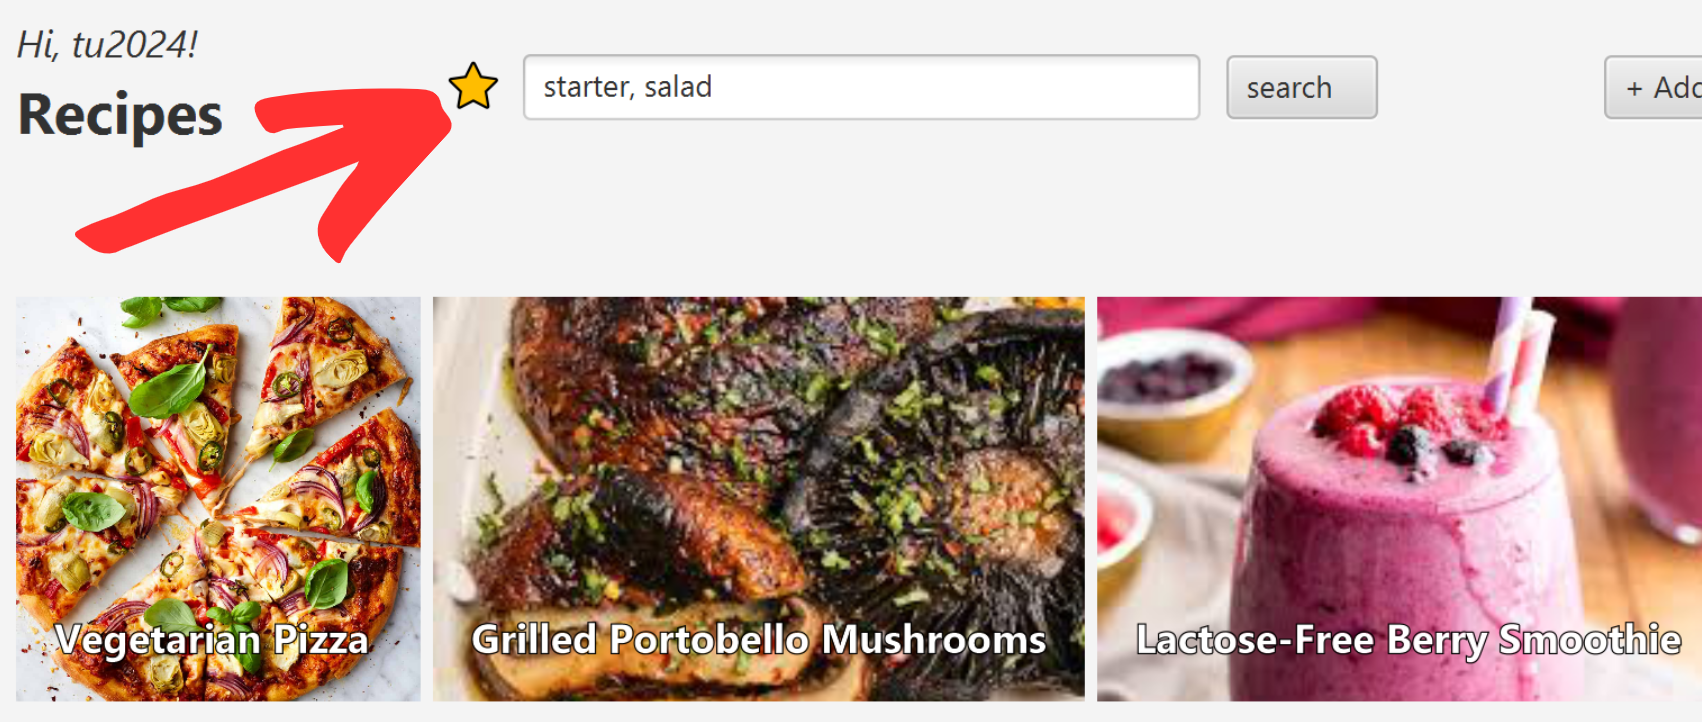 Hi, tu2024!
Recipes
starter, salad
search
+ Add
Vegetarian Pizza
Grilled Portobello Mushrooms
Lactose-Free Berry Smoothie